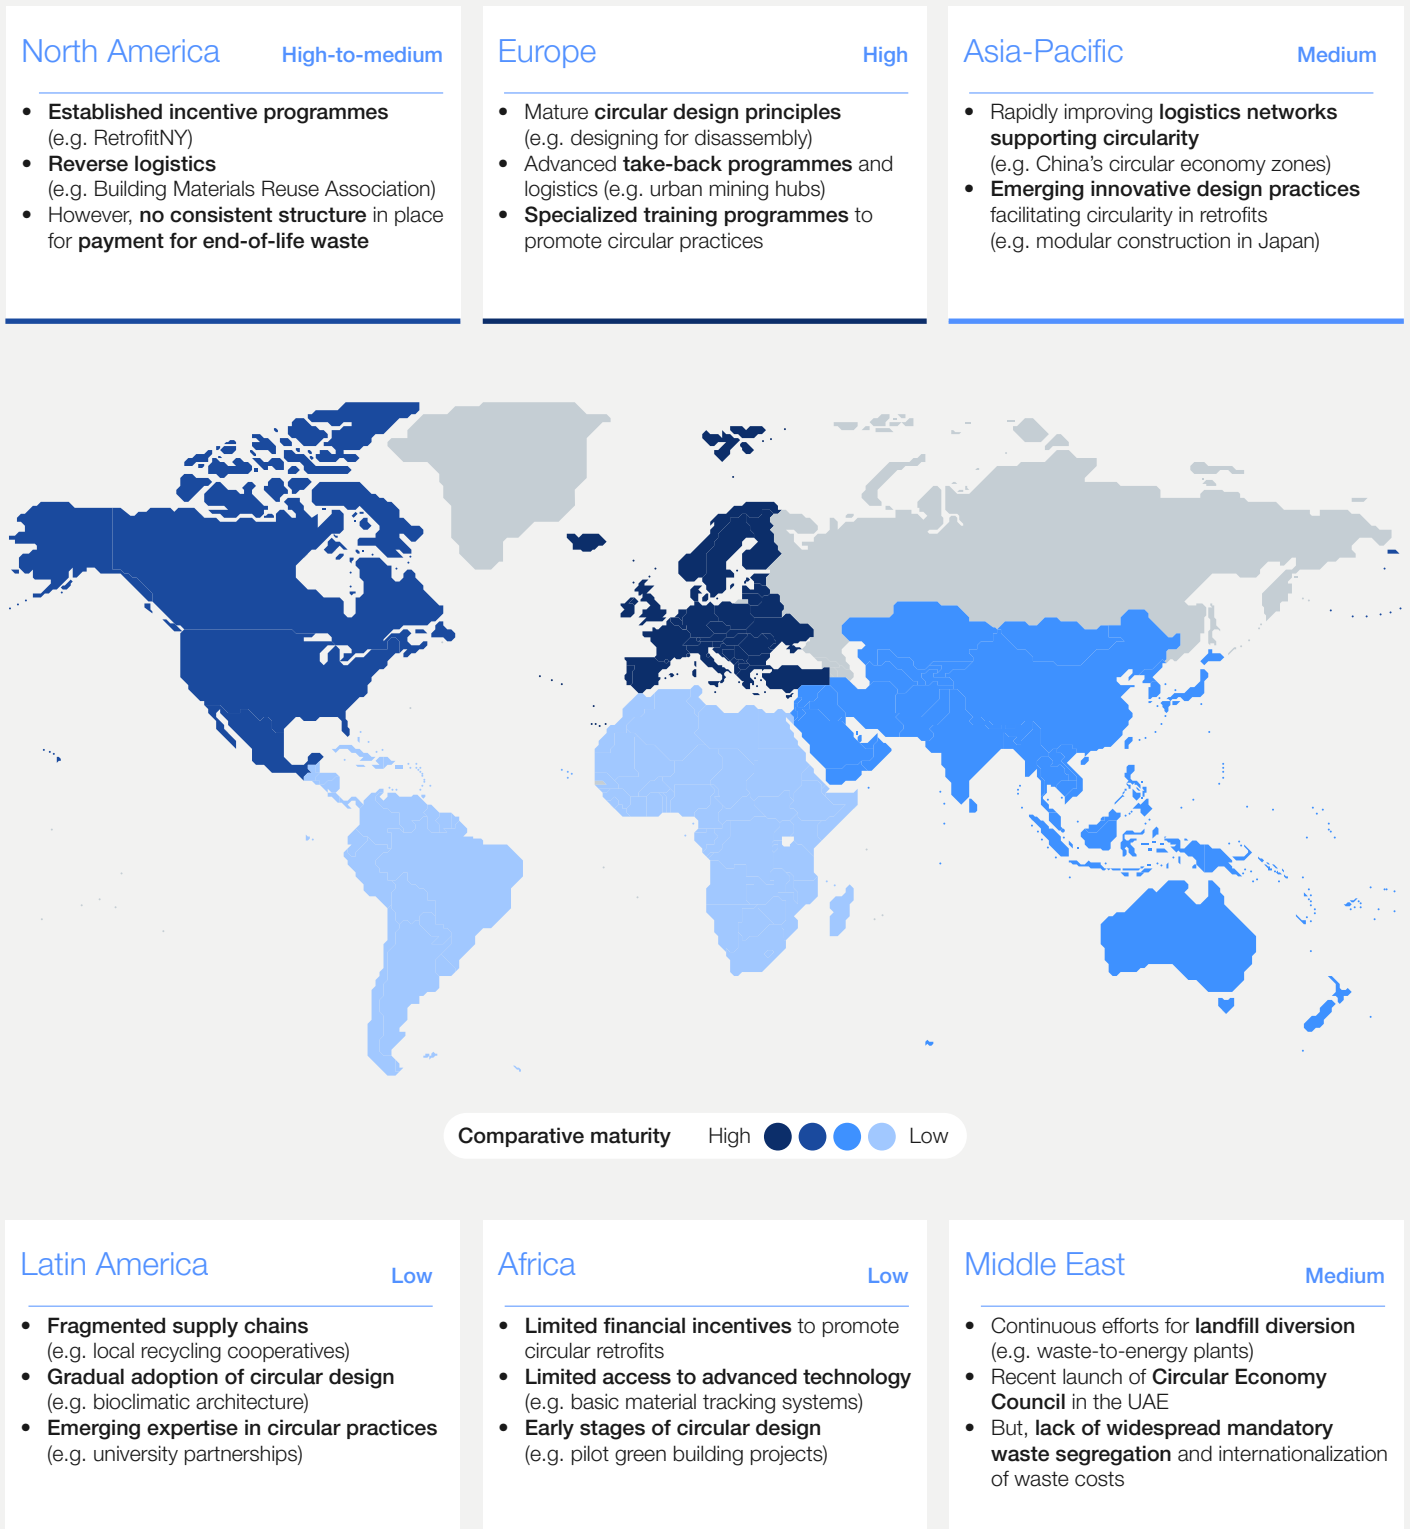 North America
High-to-medium
• Established incentive programmes
(e.g. RetrofitNY)
• Reverse logistics
(e.g. Building Materials Reuse Association)
• However, no consistent structure in place
for payment for end-of-life waste
Europe
High
• Mature circular design principles
(e.g. designing for disassembly)
• Advanced take-back programmes and
logistics (e.g. urban mining hubs)
• Specialized training programmes to
promote circular practices
Asia-Pacific
Medium
• Rapidly improving logistics networks
supporting circularity
(e.g. China's circular economy zones)
• Emerging innovative design practices
facilitating circularity in retrofits
(e.g. modular construction in Japan)
Comparative maturity High Low
Latin America
Low
• Fragmented supply chains
(e.g. local recycling cooperatives)
• Gradual adoption of circular design
(e.g. bioclimatic architecture)
• Emerging expertise in circular practices
(e.g. university partnerships)
Africa
Low
• Limited financial incentives to promote
circular retrofits
• Limited access to advanced technology
(e.g. basic material tracking systems)
• Early stages of circular design
(e.g. pilot green building projects)
Middle East
Medium
• Continuous efforts for landfill diversion
(e.g. waste-to-energy plants)
• Recent launch of Circular Economy
Council in the UAE
• But, lack of widespread mandatory
waste segregation and internationalization
of waste costs